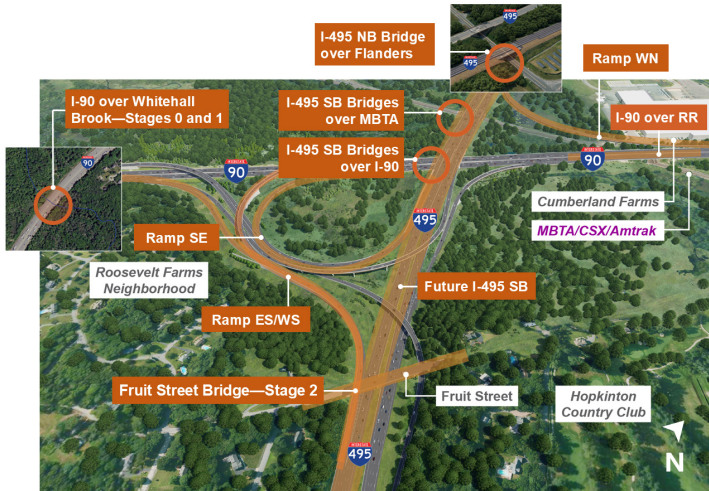 I-495 NB Bridge
over Flanders
495
495
Ramp WN
I-90 over Whitehall
Brook—Stages 0 and 1
I-495 SB Bridges
over MBTA
I-90 over RR
90
I-495 SB Bridges
over I-90
90
90
Cumberland Farms
495
MBTA/CSX/Amtrak
Ramp SE
Roosevelt Farms
Neighborhood
Future I-495 SB
Ramp ES/WS
Fruit Street Bridge—Stage 2
Fruit Street
Hopkinton
Country Club
495
N